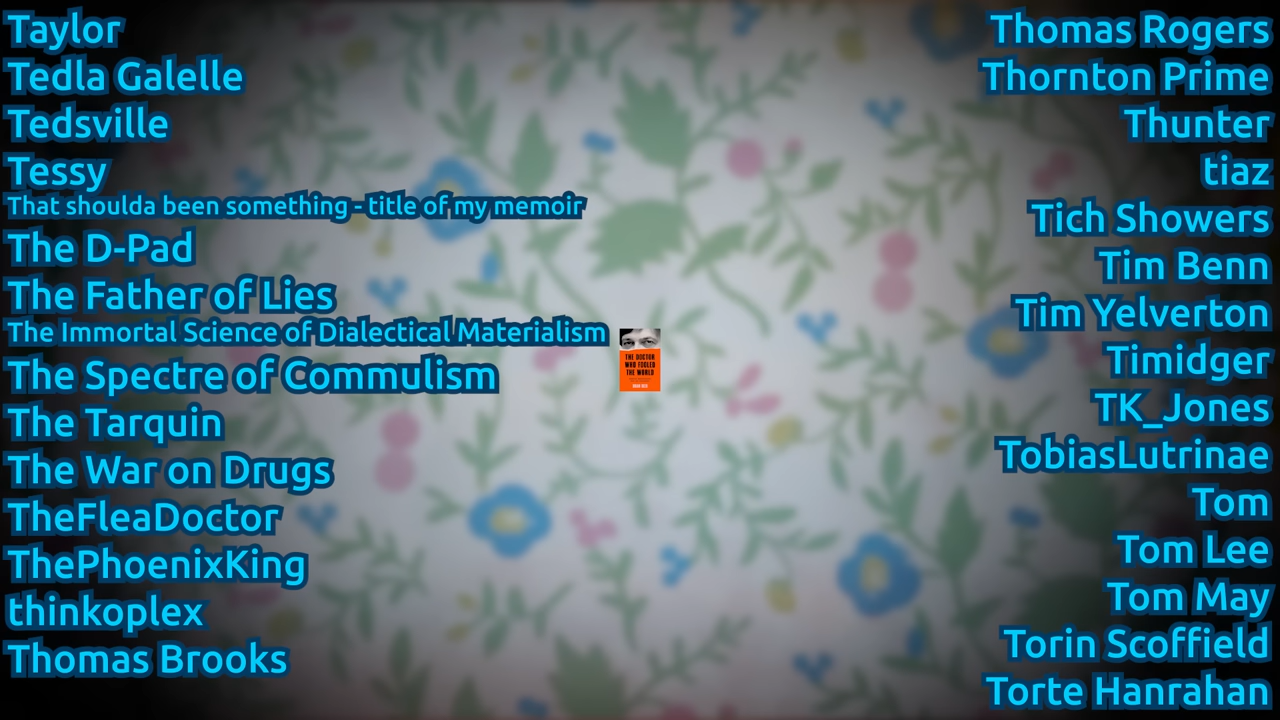 Taylor
Tedla Galelle
Tedsville
Tessy
That shoulda been something - title of my memoir
The D-Pad
The Father of Lies
The Immortal Science of Dialectical Materialism
The Spectre of Commulism
The Tarquin
The War on Drugs
TheFleaDoctor
ThePhoenixKing
thinkoplex
Thomas Brooks
THE DOCTOR
WHO FOOLED
THE WORLD
Thomas Rogers
Thornton Prime
Thunter
tiaz
Tich Showers
Tim Benn
Tim Yelverton
Timidger
TK_Jones
TobiasLutrinae
Tom
Tom Lee
Tom May
Torin Scoffield
Torte Hanrahan